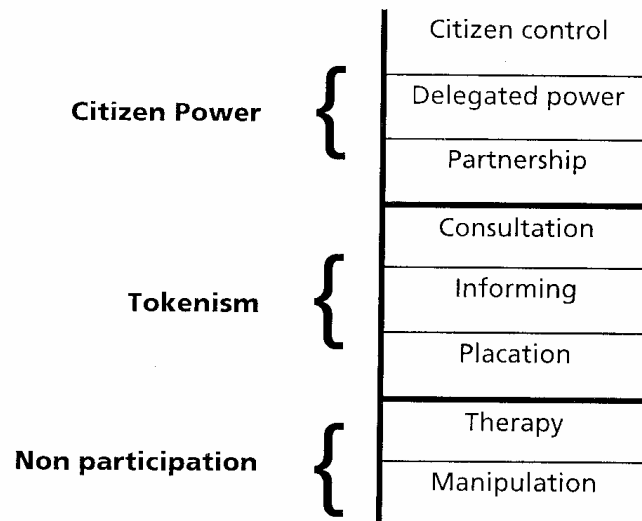 Citizen control
Citizen Power
Delegated power
Partnership
Consultation
Tokenism
Informing
Placation
Therapy
Non participation
Manipulation